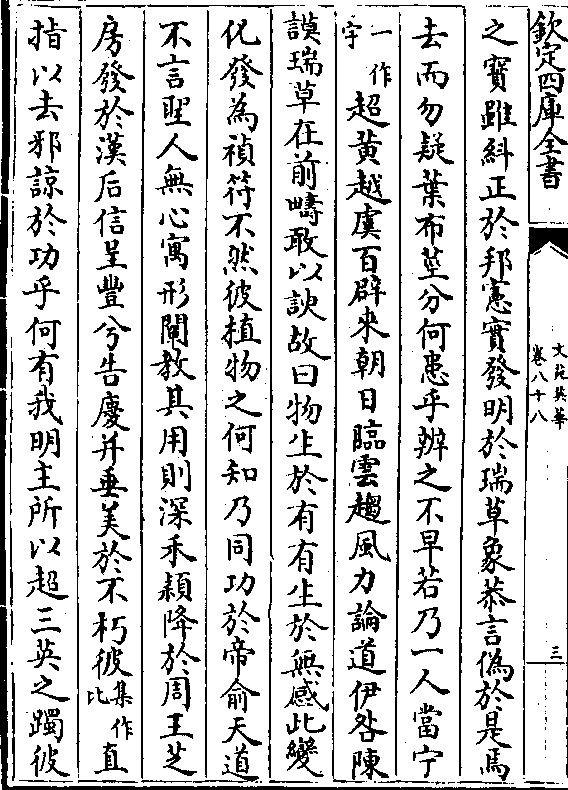 欽定四庫全書
文苑英華
卷八十八
三
之寳雖糾正於邦憲實發明於瑞草象恭言偽於是焉
去而勿疑葉布莖分何患乎辨之不早若乃一人當宁
一作宇超黄越虞百辟來朝日臨雲趨風力論道伊咎陳
謨瑞草在前疇敢以諛故曰物生於有有生於無感此變
化發為禎符不然彼植物之何知乃同功於帝俞天道
不言聖人無心寓形闡教其用則深禾頴降於周王芝
房發於漢后信呈豐兮告慶并垂美於不朽彼集作比直
指以去邪諒於功乎何有我明主所以超三英之躅彼